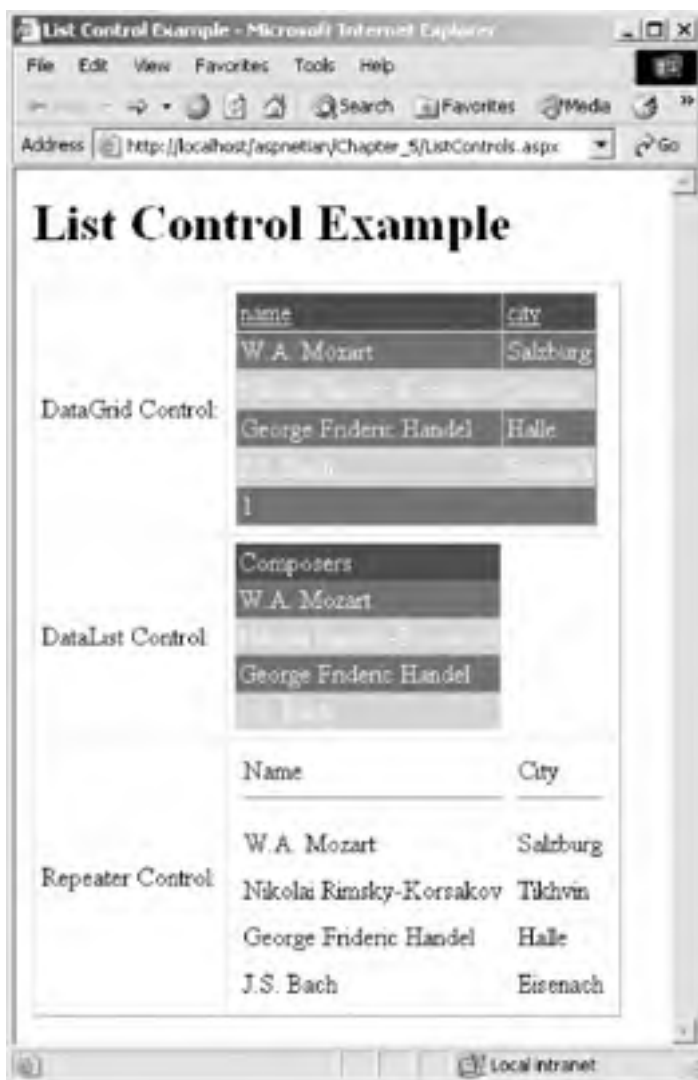 List Control Example - Microsoft Internet Explorer
File Edit View Favorites Tools Help
Search Favorites Media »
Address http://localhost/aspnetian/Chapter_5/ListControls.aspx Go
List Control Example
DataGrid Control:
name city
W.A. Mozart Salzburg
George Frideric Handel Halle
1
DataList Control:
Composers
W.A. Mozart
George Frideric Handel
J.S. Bach
Repeater Control:
Name City
W.A. Mozart Salzburg
Nikolai Rimsky-Korsakov Tikhvin
George Frideric Handel Halle
J.S. Bach Eisenach
Local intranet